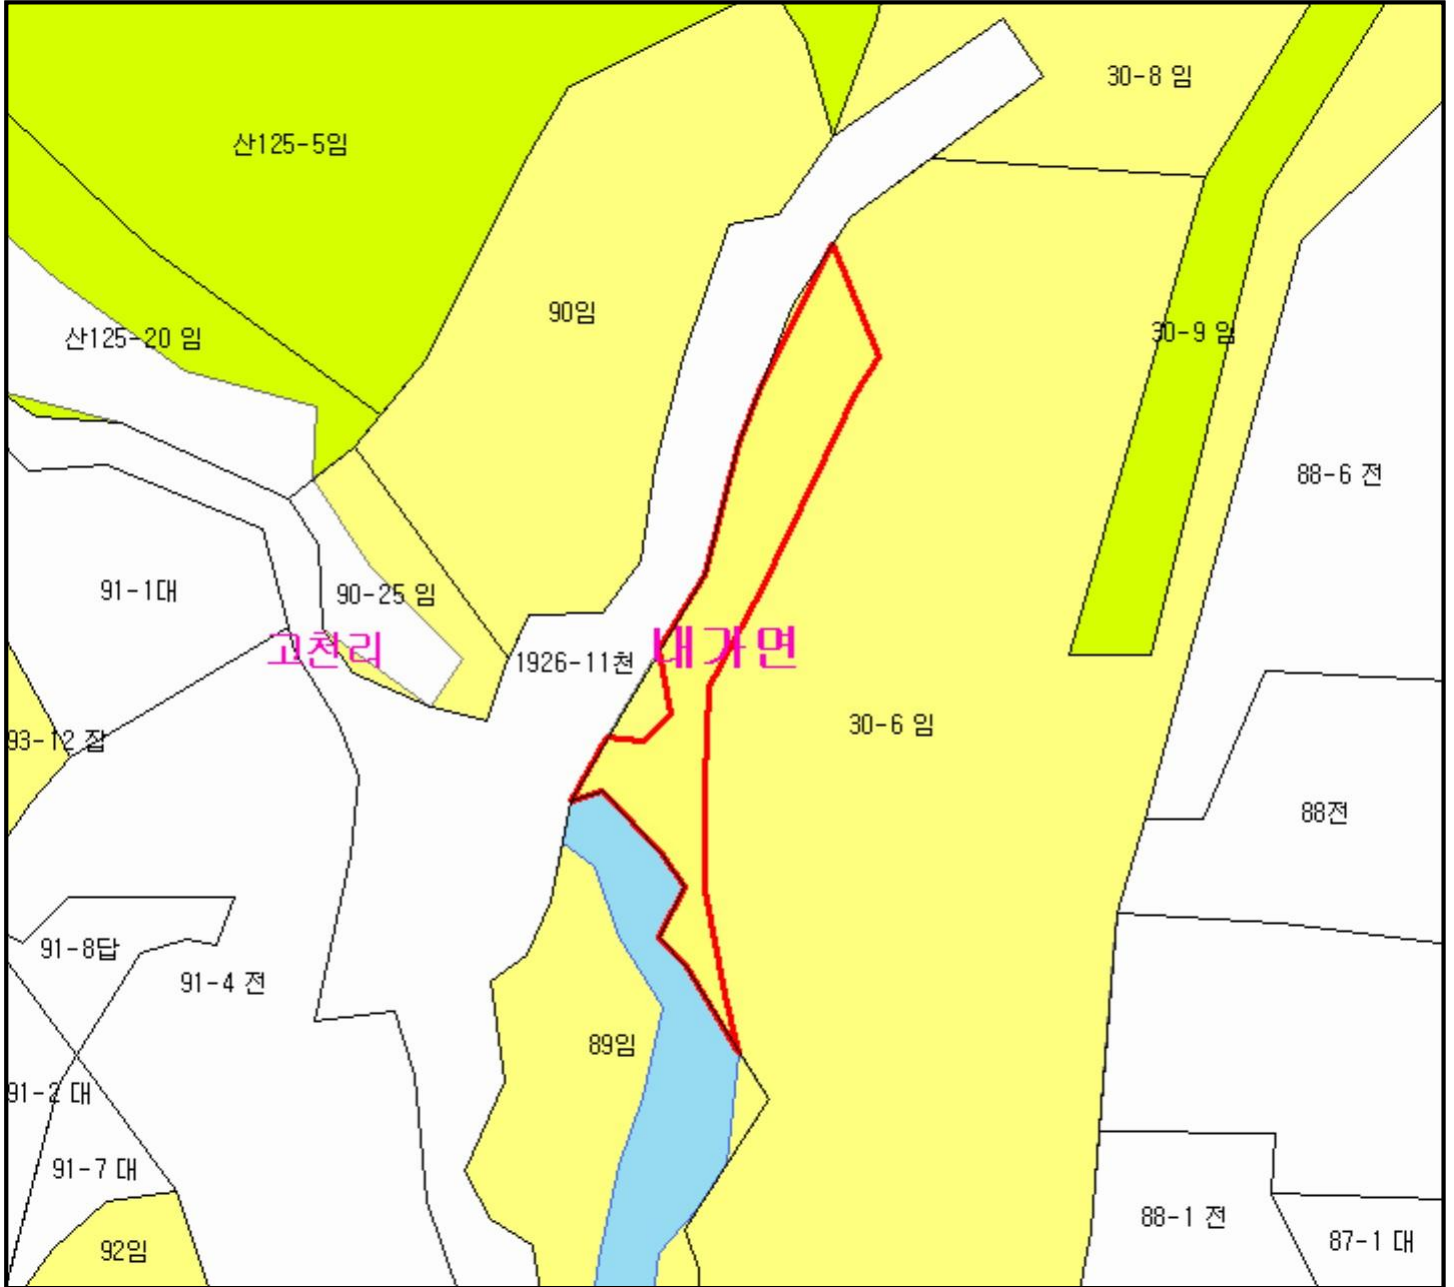 30-8 임
산125-5임
90임
산125-20 임
30-9 임
88-6 전
91-1대
90-25 임
고천리
1926-11천
내가면
93-12 잡
30-6 임
88전
91-8답
91-4 전
89임
91-2 대
91-7 대
88-1 전
92임
87-1 대